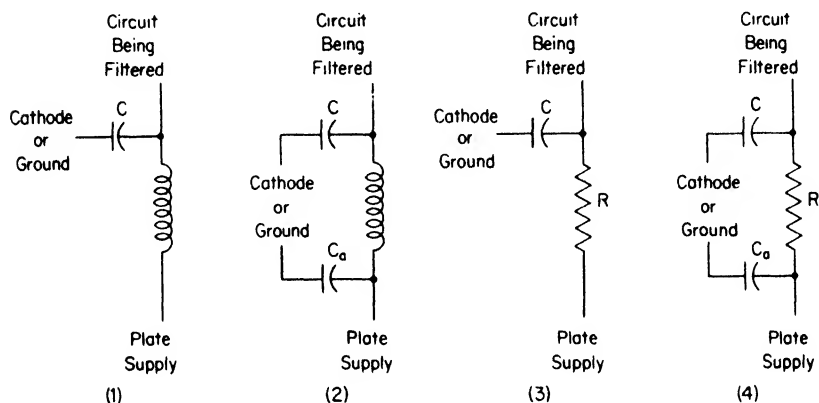 Circuit
Being
Filtered
C
Cathode
or
Ground
Plate
Supply
(1)
Circuit
Being
Filtered
C
Cathode
or
Ground
Ca
Plate
Supply
(2)
Circuit
Being
Filtered
C
Cathode
or
Ground
R
Plate
Supply
(3)
Circuit
Being
Filtered
C
Cathode
or
Ground
R
Ca
Plate
Supply
(4)